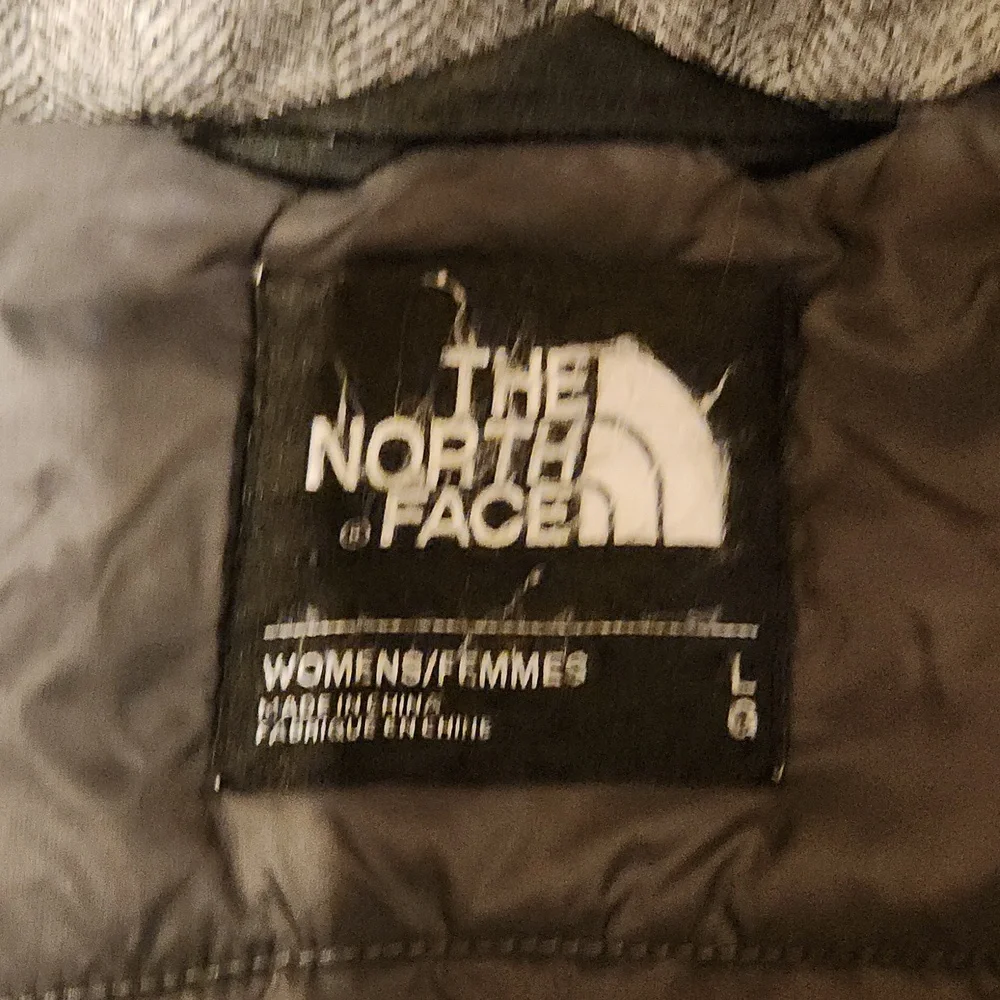 THE
NORTH
® FACE
WOMENS/FEMMES L
MADE IN CHINA G
FABRIQUE EN CHINE